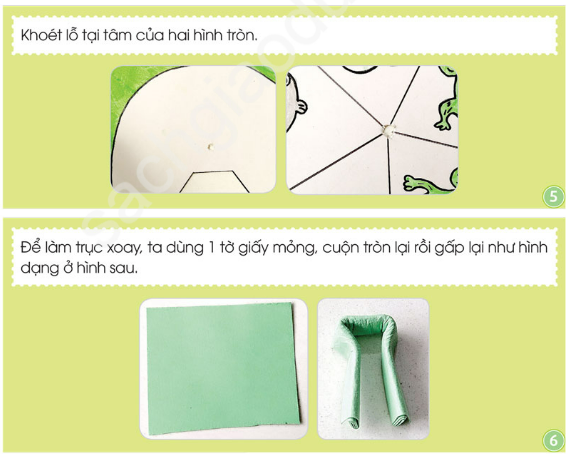 Khoét lỗ tại tâm của hai hình tròn.
5
Để làm trục xoay, ta dùng 1 tờ giấy mỏng, cuộn tròn lại rồi gấp lại như hình
dạng ở hình sau.
6